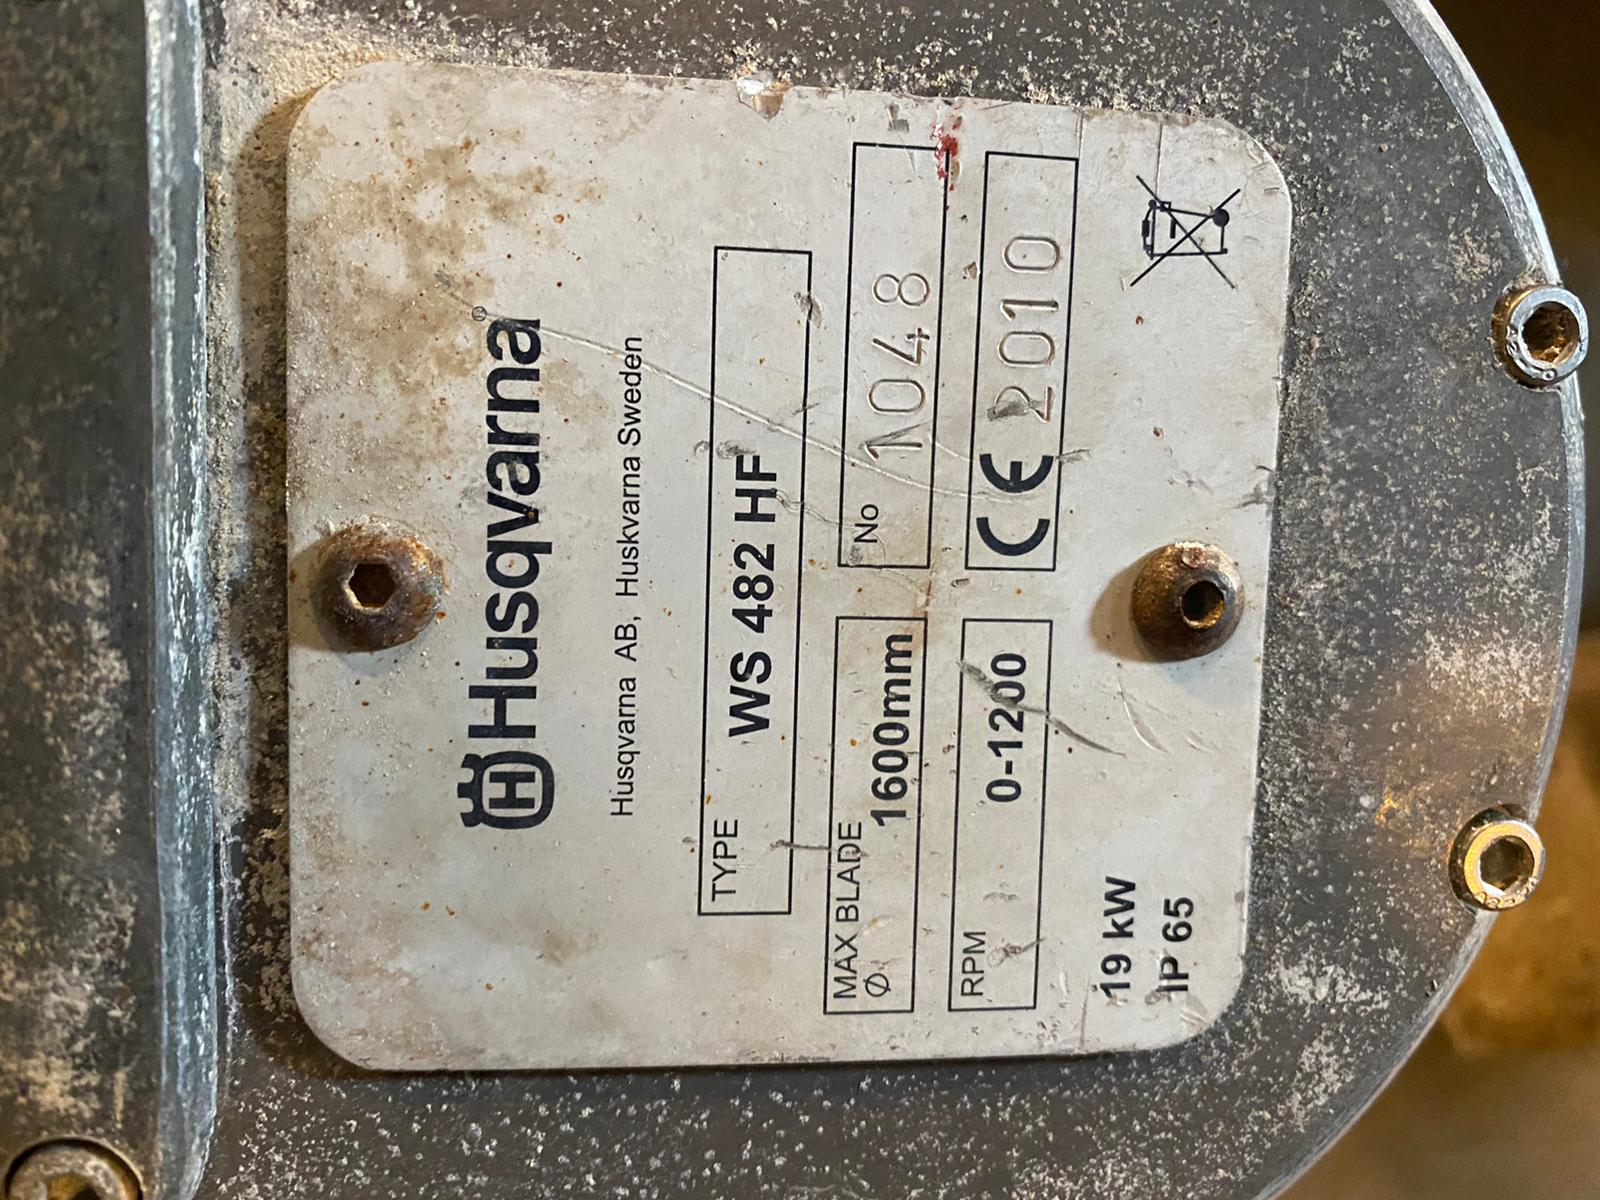 Husqvarna®
Husqvarna AB, Huskvarna Sweden
TYPE WS 482 HF
MAX BLADE Ø 1600mm
No 1048
RPM 0-1200
CE 2010
19 kW
IP 65